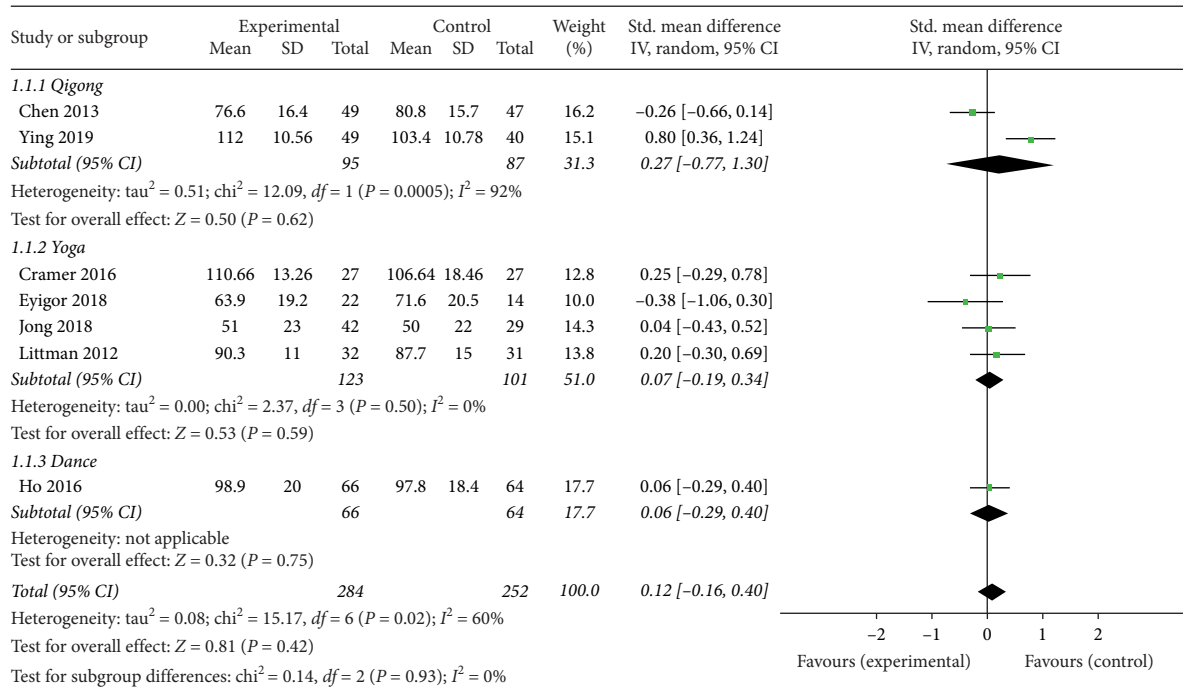 Study or subgroup Experimental Control Weight (%) Std. mean difference IV, random, 95% CI Std. mean difference IV, random, 95% CI
Mean SD Total Mean SD Total
1.1.1 Qigong
Chen 2013 76.6 16.4 49 80.8 15.7 47 16.2 –0.26 [–0.66, 0.14]
Ying 2019 112 10.56 49 103.4 10.78 40 15.1 0.80 [0.36, 1.24]
Subtotal (95% CI) 95 87 31.3 0.27 [–0.77, 1.30]
Heterogeneity: tau² = 0.51; chi² = 12.09, df = 1 (P = 0.0005); I² = 92%
Test for overall effect: Z = 0.50 (P = 0.62)
1.1.2 Yoga
Cramer 2016 110.66 13.26 27 106.64 18.46 27 12.8 0.25 [–0.29, 0.78]
Eyigor 2018 63.9 19.2 22 71.6 20.5 14 10.0 –0.38 [–1.06, 0.30]
Jong 2018 51 23 42 50 22 29 14.3 0.04 [–0.43, 0.52]
Littman 2012 90.3 11 32 87.7 15 31 13.8 0.20 [–0.30, 0.69]
Subtotal (95% CI) 123 101 51.0 0.07 [–0.19, 0.34]
Heterogeneity: tau² = 0.00; chi² = 2.37, df = 3 (P = 0.50); I² = 0%
Test for overall effect: Z = 0.53 (P = 0.59)
1.1.3 Dance
Ho 2016 98.9 20 66 97.8 18.4 64 17.7 0.06 [–0.29, 0.40]
Subtotal (95% CI) 66 64 17.7 0.06 [–0.29, 0.40]
Heterogeneity: not applicable
Test for overall effect: Z = 0.32 (P = 0.75)
Total (95% CI) 284 252 100.0 0.12 [–0.16, 0.40]
Heterogeneity: tau² = 0.08; chi² = 15.17, df = 6 (P = 0.02); I² = 60%
Test for overall effect: Z = 0.81 (P = 0.42)
Test for subgroup differences: chi² = 0.14, df = 2 (P = 0.93); I² = 0%
–2 –1 0 1 2
Favours (experimental) Favours (control)